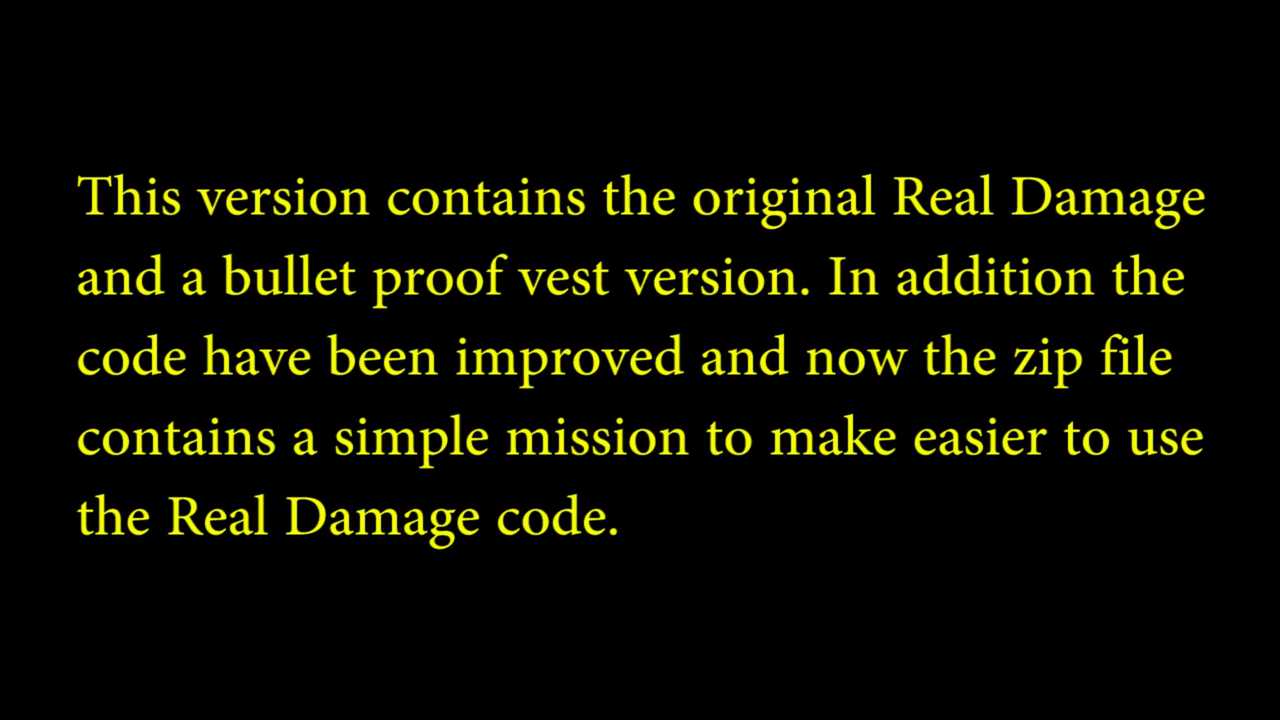 This version contains the original Real Damage
and a bullet proof vest version. In addition the
code have been improved and now the zip file
contains a simple mission to make easier to use
the Real Damage code.